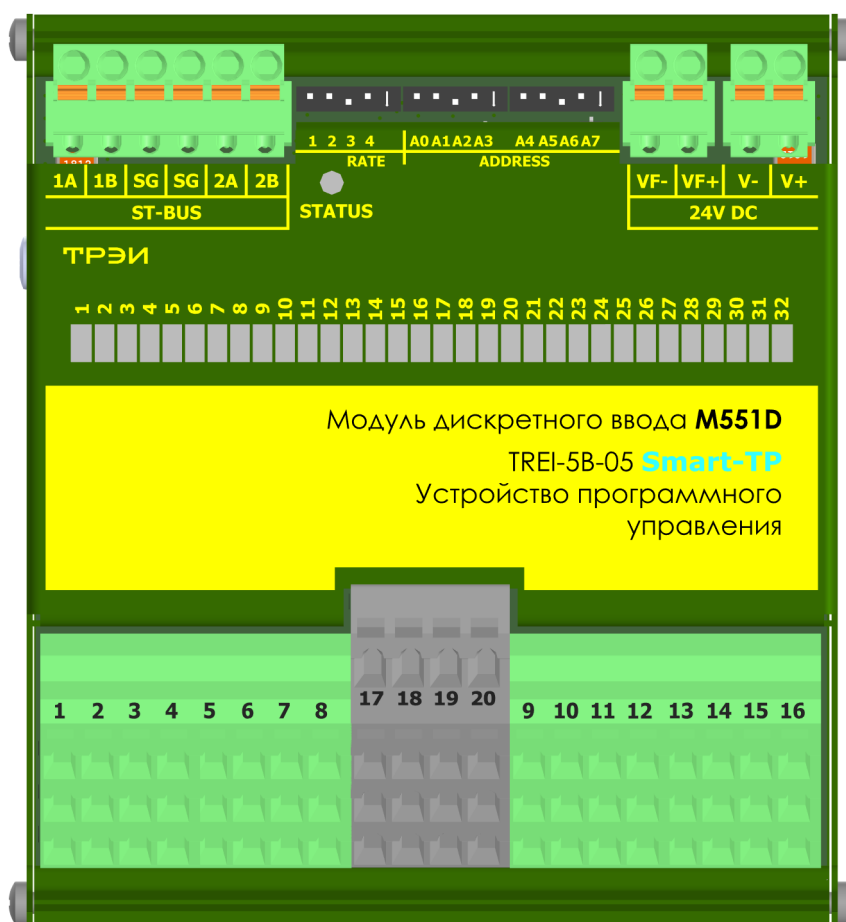 1 2 3 4 A0 A1 A2 A3 A4 A5 A6 A7
RATE ADDRESS
1A 1B SG SG 2A 2B
ST-BUS
STATUS
VF- VF+ V- V+
24V DC
ТРЭИ
1 2 3 4 5 6 7 8 9 10 11 12 13 14 15 16 17 18 19 20 21 22 23 24 25 26 27 28 29 30 31 32
Модуль дискретного ввода M551D
TREI-5B-05 Smart-TP
Устройство программного
управления
17 18 19 20
1 2 3 4 5 6 7 8 9 10 11 12 13 14 15 16